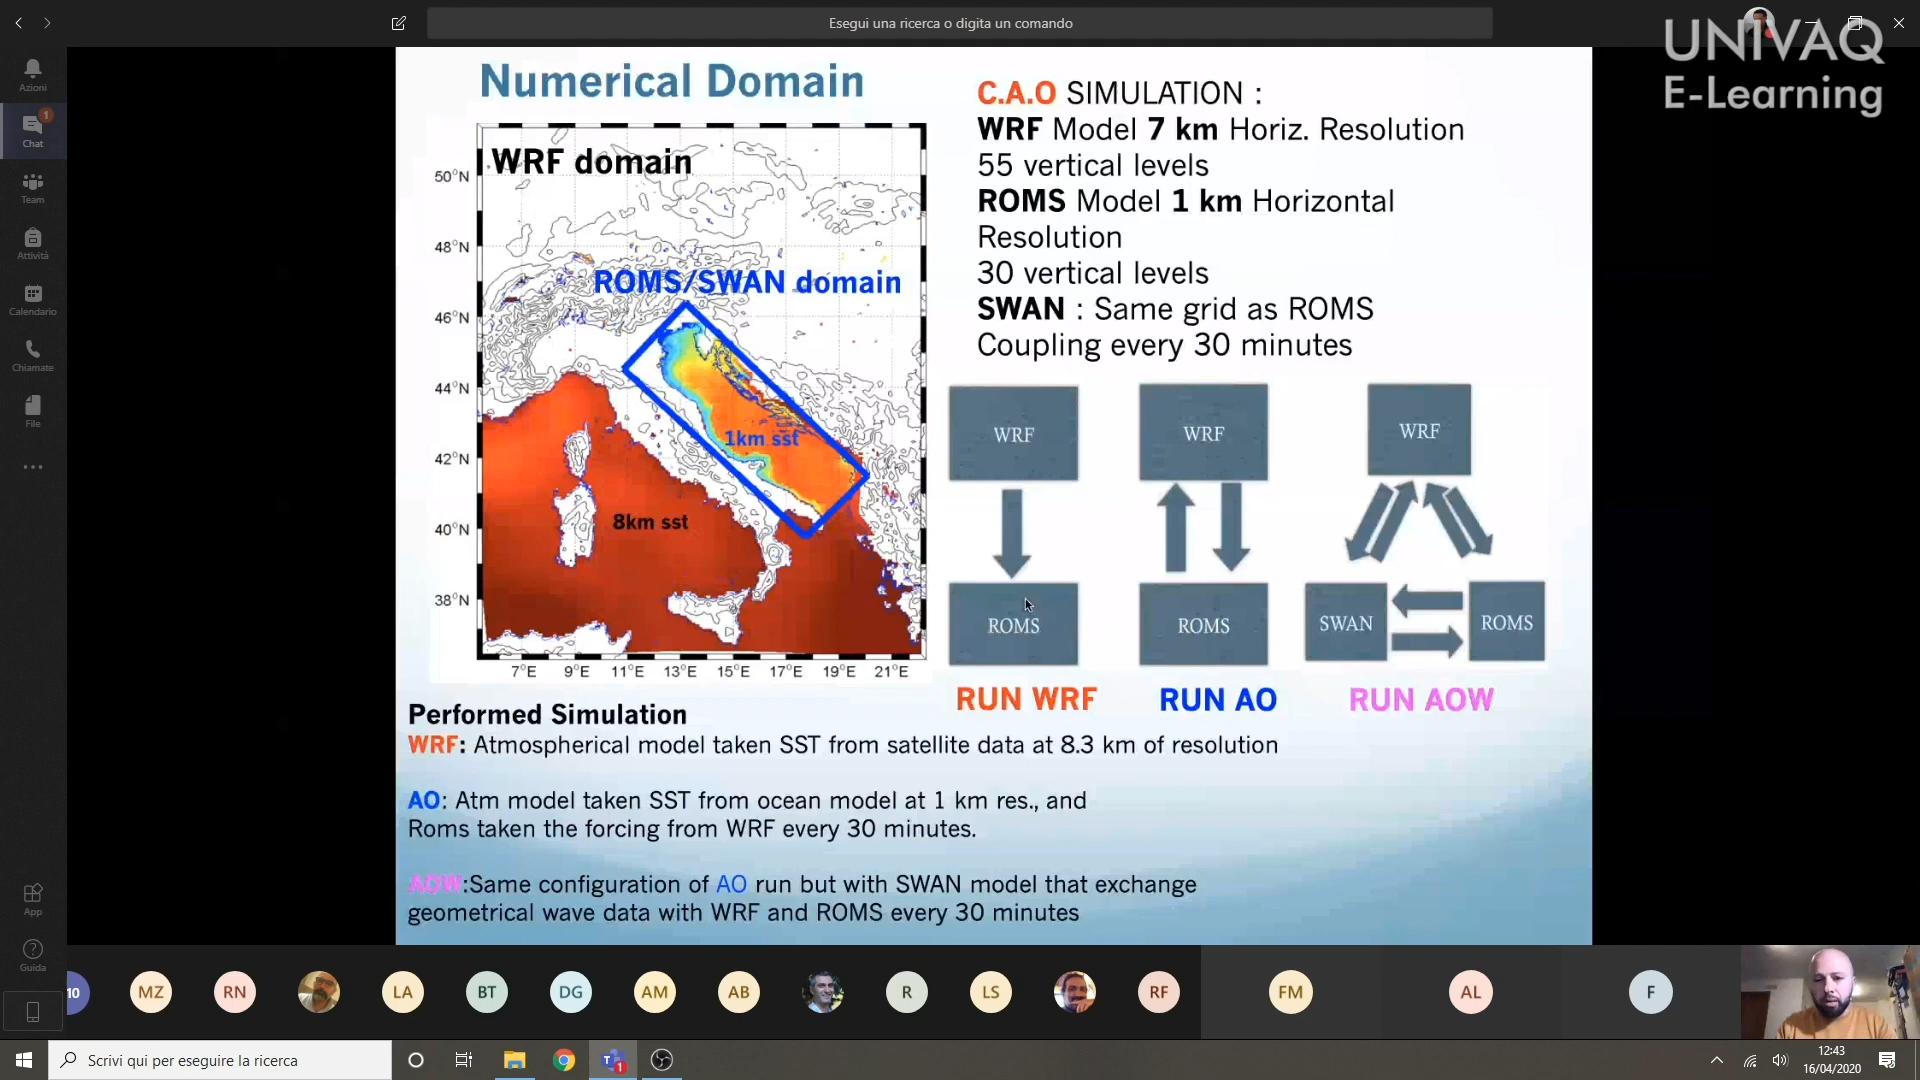 Esegui una ricerca o digita un comando
UNIVAQ
E-Learning
Azioni
1
Chat
Team
Attività
Calendario
Chiamate
File
App
Guida
Numerical Domain
WRF domain
ROMS/SWAN domain
1km sst
8km sst
50°N
48°N
46°N
44°N
42°N
40°N
38°N
7°E 9°E 11°E 13°E 15°E 17°E 19°E 21°E
C.A.O SIMULATION :
WRF Model 7 km Horiz. Resolution
55 vertical levels
ROMS Model 1 km Horizontal
Resolution
30 vertical levels
SWAN : Same grid as ROMS
Coupling every 30 minutes
WRF
ROMS
RUN WRF
WRF
ROMS
RUN AO
WRF
SWAN
ROMS
RUN AOW
Performed Simulation
WRF: Atmospherical model taken SST from satellite data at 8.3 km of resolution
AO: Atm model taken SST from ocean model at 1 km res., and
Roms taken the forcing from WRF every 30 minutes.
AOW:Same configuration of AO run but with SWAN model that exchange
geometrical wave data with WRF and ROMS every 30 minutes
10 MZ RN LA BT DG AM AB R LS RF FM AL F
Scrivi qui per eseguire la ricerca
T 1
12:43
16/04/2020